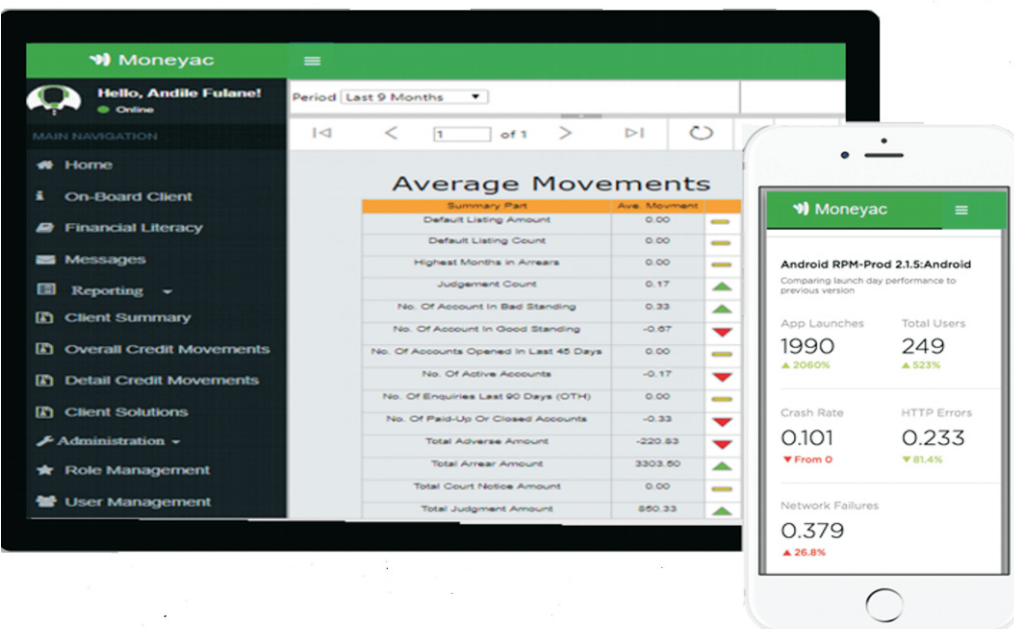 Moneyac
Hello, Andile Fulane!
Online
MAIN NAVIGATION
Home
On-Board Client
Financial Literacy
Messages
Reporting
Client Summary
Overall Credit Movements
Detail Credit Movements
Client Solutions
Administration
Role Management
User Management
Period Last 9 Months
1 of 1
Average Movements
Summary Part Ave. Movment
Default Listing Amount 0.00
Default Listing Count 0.00
Highest Months in Arrears 0.00
Judgement Count 0.17
No. Of Account In Bad Standing 0.33
No. Of Account In Good Standing -0.67
No. Of Accounts Opened In Last 45 Days 0.00
No. Of Active Accounts -0.17
No. Of Enquiries Last 90 Days (OTH) 0.00
No. Of Paid-Up Or Closed Accounts -0.33
Total Adverse Amount -220.83
Total Arrear Amount 3303.50
Total Court Notice Amount 0.00
Total Judgment Amount 850.33
Moneyac
Android RPM-Prod 2.1.5:Android
Comparing launch day performance to
previous version
App Launches Total Users
1990 249
▲ 2060% ▲ 523%
Crash Rate HTTP Errors
0.101 0.233
▼ From 0 ▼ 81.4%
Network Failures
0.379
▲ 26.8%